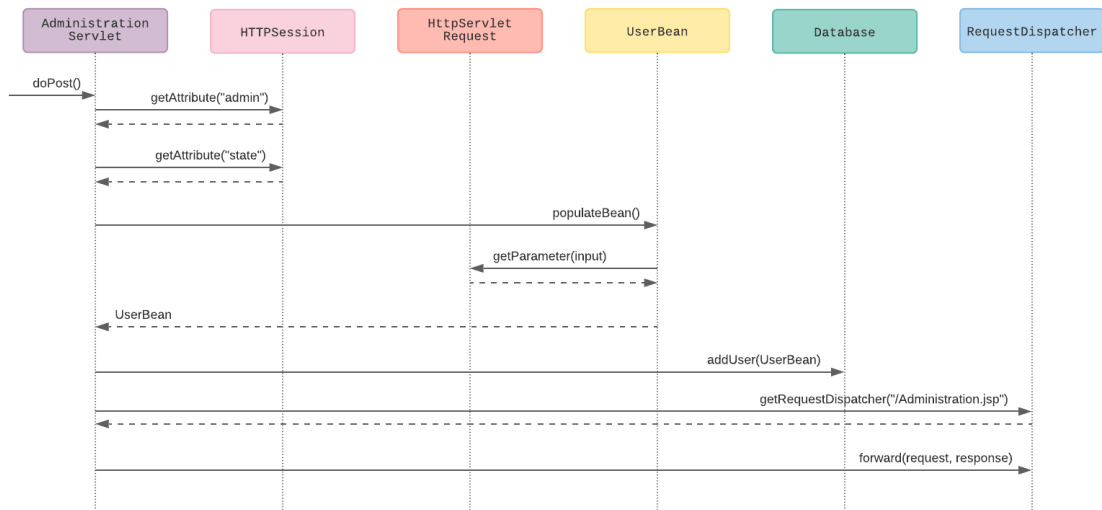 Administration
Servlet
HTTPSession
HttpServlet
Request
UserBean
Database
RequestDispatcher
doPost()
getAttribute("admin")
getAttribute("state")
populateBean()
getParameter(input)
UserBean
addUser(UserBean)
getRequestDispatcher("/Administration.jsp")
forward(request, response)